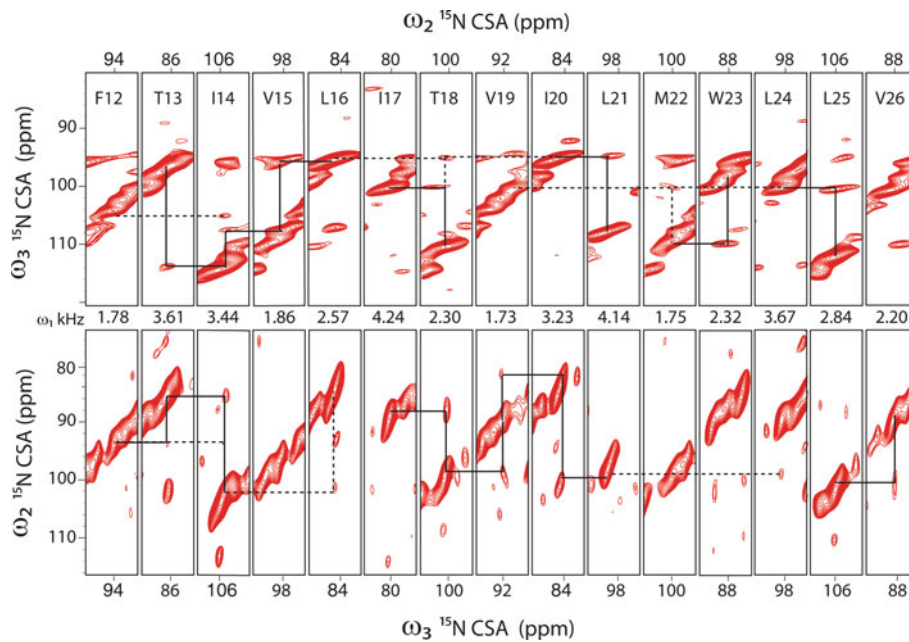 ω2 15N CSA (ppm)
94 86 106 98 84 80 100 92 84 98 100 88 98 106 88
F12 T13 I14 V15 L16 I17 T18 V19 I20 L21 M22 W23 L24 L25 V26
90
100
110
ω3 15N CSA (ppm)
ω1 kHz 1.78 3.61 3.44 1.86 2.57 4.24 2.30 1.73 3.23 4.14 1.75 2.32 3.67 2.84 2.20
80
90
100
110
ω2 15N CSA (ppm)
94 86 106 98 84 80 100 92 84 98 100 88 98 106 88
ω3 15N CSA (ppm)